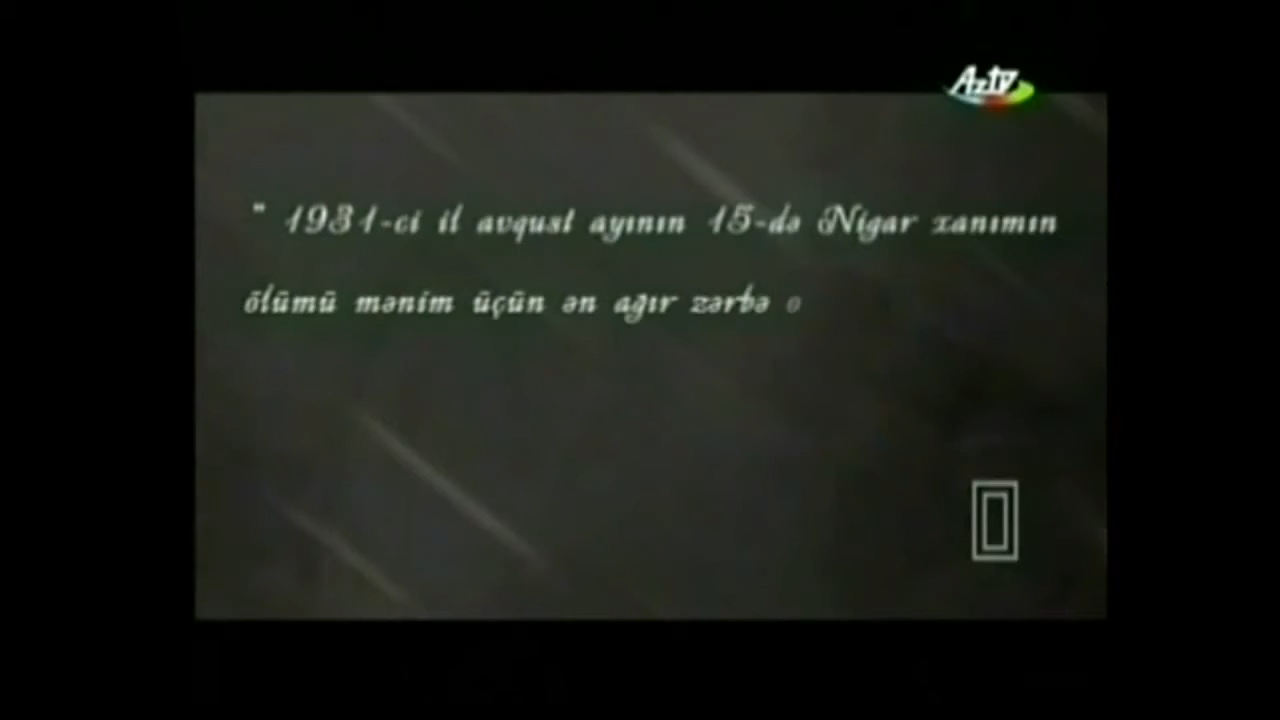 AzTV
" 1931-ci il avqust ayının 15-də Nigar xanımın
ölümü mənim üçün ən ağır zərbə o